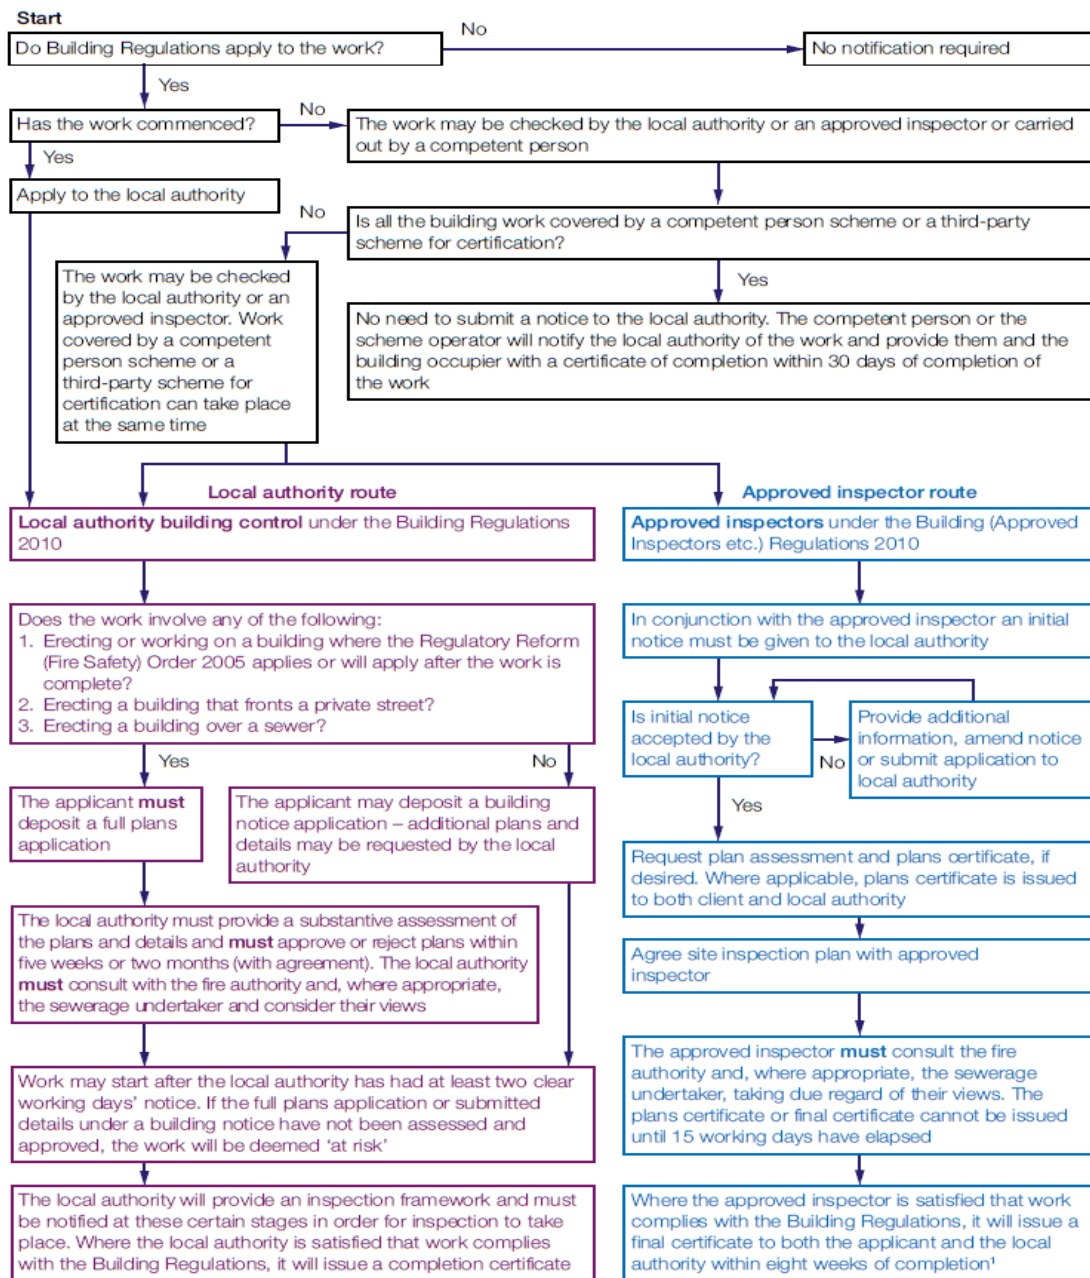 Start
Do Building Regulations apply to the work?
No
No notification required
Yes
Has the work commenced?
No
The work may be checked by the local authority or an approved inspector or carried
out by a competent person
Yes
Apply to the local authority
No
Is all the building work covered by a competent person scheme or a third-party
scheme for certification?
The work may be checked
by the local authority or an
approved inspector. Work
covered by a competent
person scheme or a
third-party scheme for
certification can take place
at the same time
Yes
No need to submit a notice to the local authority. The competent person or the
scheme operator will notify the local authority of the work and provide them and the
building occupier with a certificate of completion within 30 days of completion of
the work
Local authority route
Local authority building control under the Building Regulations
2010
Does the work involve any of the following:
1. Erecting or working on a building where the Regulatory Reform
(Fire Safety) Order 2005 applies or will apply after the work is
complete?
2. Erecting a building that fronts a private street?
3. Erecting a building over a sewer?
Yes
No
The applicant must
deposit a full plans
application
The applicant may deposit a building
notice application – additional plans and
details may be requested by the local
authority
The local authority must provide a substantive assessment of
the plans and details and must approve or reject plans within
five weeks or two months (with agreement). The local authority
must consult with the fire authority and, where appropriate,
the sewerage undertaker and consider their views
Work may start after the local authority has had at least two clear
working days' notice. If the full plans application or submitted
details under a building notice have not been assessed and
approved, the work will be deemed 'at risk'
The local authority will provide an inspection framework and must
be notified at these certain stages in order for inspection to take
place. Where the local authority is satisfied that work complies
with the Building Regulations, it will issue a completion certificate
Approved inspector route
Approved inspectors under the Building (Approved
Inspectors etc.) Regulations 2010
In conjunction with the approved inspector an initial
notice must be given to the local authority
Is initial notice
accepted by the
local authority?
No
Provide additional
information, amend notice
or submit application to
local authority
Yes
Request plan assessment and plans certificate, if
desired. Where applicable, plans certificate is issued
to both client and local authority
Agree site inspection plan with approved
inspector
The approved inspector must consult the fire
authority and, where appropriate, the sewerage
undertaker, taking due regard of their views. The
plans certificate or final certificate cannot be issued
until 15 working days have elapsed
Where the approved inspector is satisfied that work
complies with the Building Regulations, it will issue a
final certificate to both the applicant and the local
authority within eight weeks of completion¹